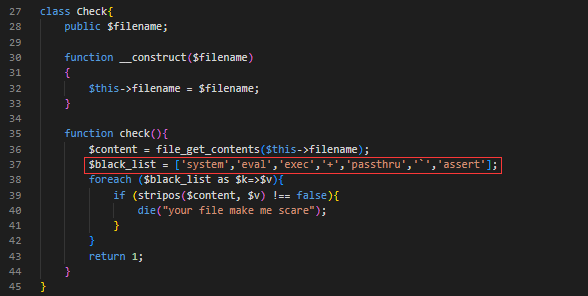 27 class Check{
28     public $filename;
29
30     function __construct($filename)
31     {
32         $this->filename = $filename;
33     }
34
35     function check(){
36         $content = file_get_contents($this->filename);
37         $black_list = ['system','eval','exec','+','passthru','`','assert'];
38         foreach ($black_list as $k=>$v){
39             if (stripos($content, $v) !== false){
40                 die("your file make me scare");
41             }
42         }
43         return 1;
44     }
45 }